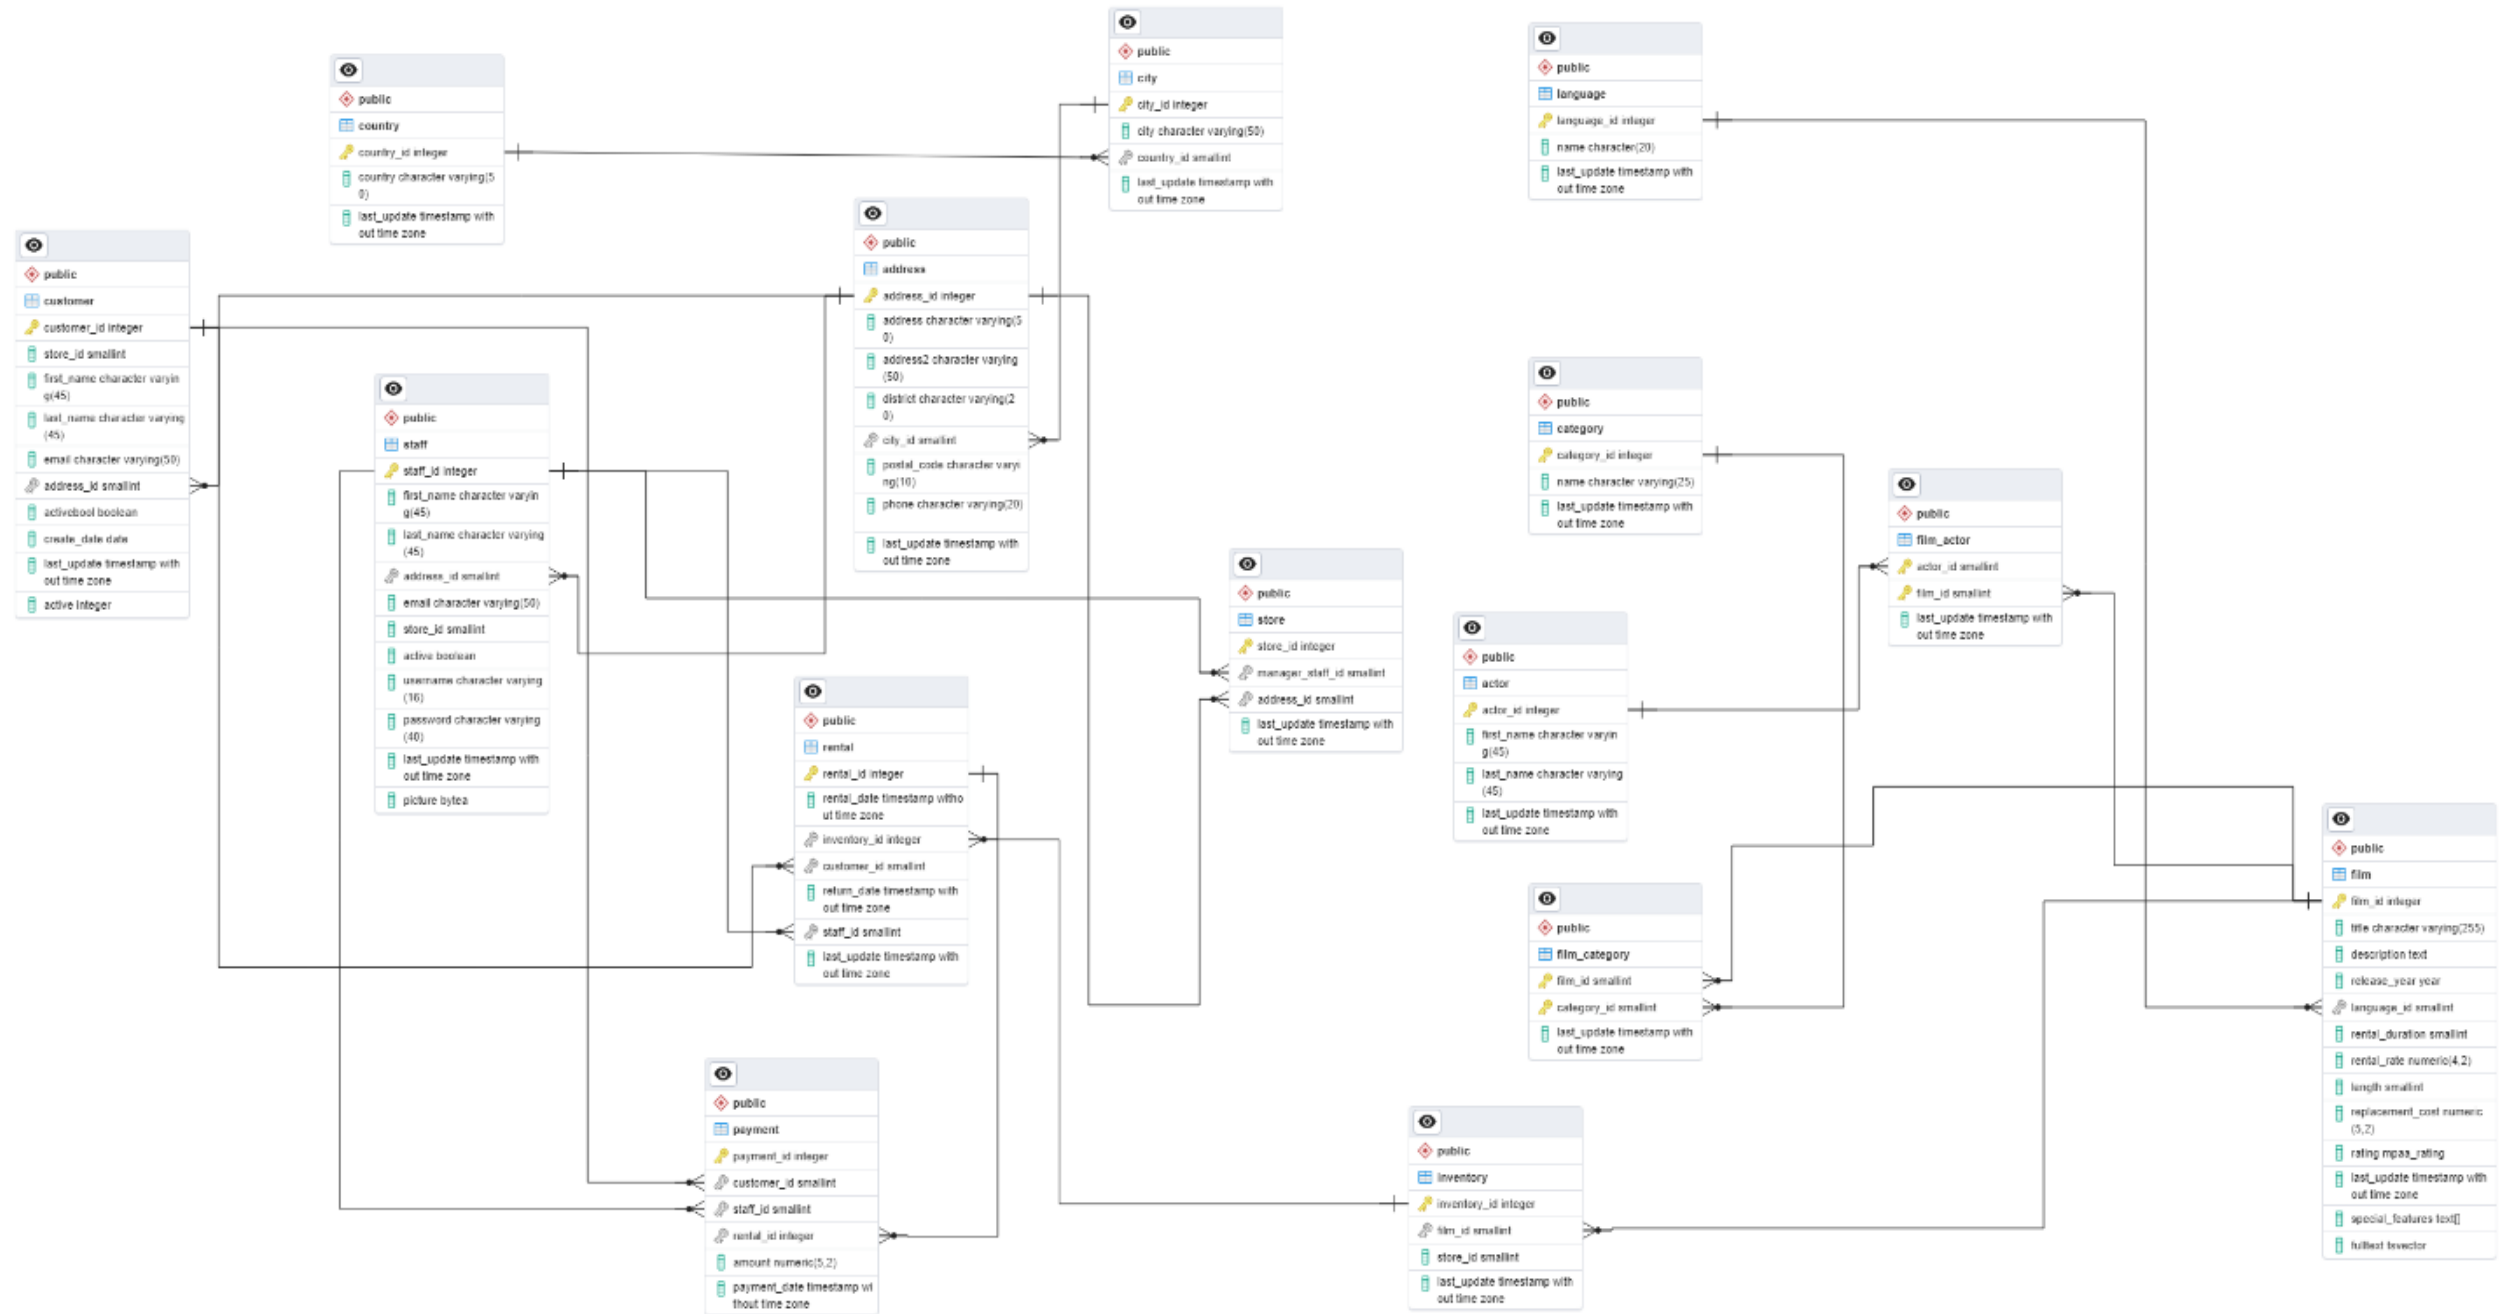 public
country
country_id integer
country character varying(5
0)
last_update timestamp with
out time zone
public
city
city_id integer
city character varying(50)
country_id smallint
last_update timestamp with
out time zone
public
language
language_id integer
name character(20)
last_update timestamp with
out time zone
public
customer
customer_id integer
store_id smallint
first_name character varyin
g(45)
last_name character varying
(45)
email character varying(50)
address_id smallint
activebool boolean
create_date date
last_update timestamp with
out time zone
active integer
public
address
address_id integer
address character varying(5
0)
address2 character varying
(50)
district character varying(2
0)
city_id smallint
postal_code character varyi
ng(10)
phone character varying(20)
last_update timestamp with
out time zone
public
staff
staff_id integer
first_name character varyin
g(45)
last_name character varying
(45)
address_id smallint
email character varying(50)
store_id smallint
active boolean
username character varying
(16)
password character varying
(40)
last_update timestamp with
out time zone
picture bytea
public
category
category_id integer
name character varying(25)
last_update timestamp with
out time zone
public
film_actor
actor_id smallint
film_id smallint
last_update timestamp with
out time zone
public
store
store_id integer
manager_staff_id smallint
address_id smallint
last_update timestamp with
out time zone
public
actor
actor_id integer
first_name character varyin
g(45)
last_name character varying
(45)
last_update timestamp with
out time zone
public
rental
rental_id integer
rental_date timestamp witho
ut time zone
inventory_id integer
customer_id smallint
return_date timestamp with
out time zone
staff_id smallint
last_update timestamp with
out time zone
public
film
film_id integer
title character varying(255)
description text
release_year year
language_id smallint
rental_duration smallint
rental_rate numeric(4,2)
length smallint
replacement_cost numeric
(5,2)
rating mpaa_rating
last_update timestamp with
out time zone
special_features text[]
fulltext tsvector
public
film_category
film_id smallint
category_id smallint
last_update timestamp with
out time zone
public
payment
payment_id integer
customer_id smallint
staff_id smallint
rental_id integer
amount numeric(5,2)
payment_date timestamp wi
thout time zone
public
inventory
inventory_id integer
film_id smallint
store_id smallint
last_update timestamp with
out time zone